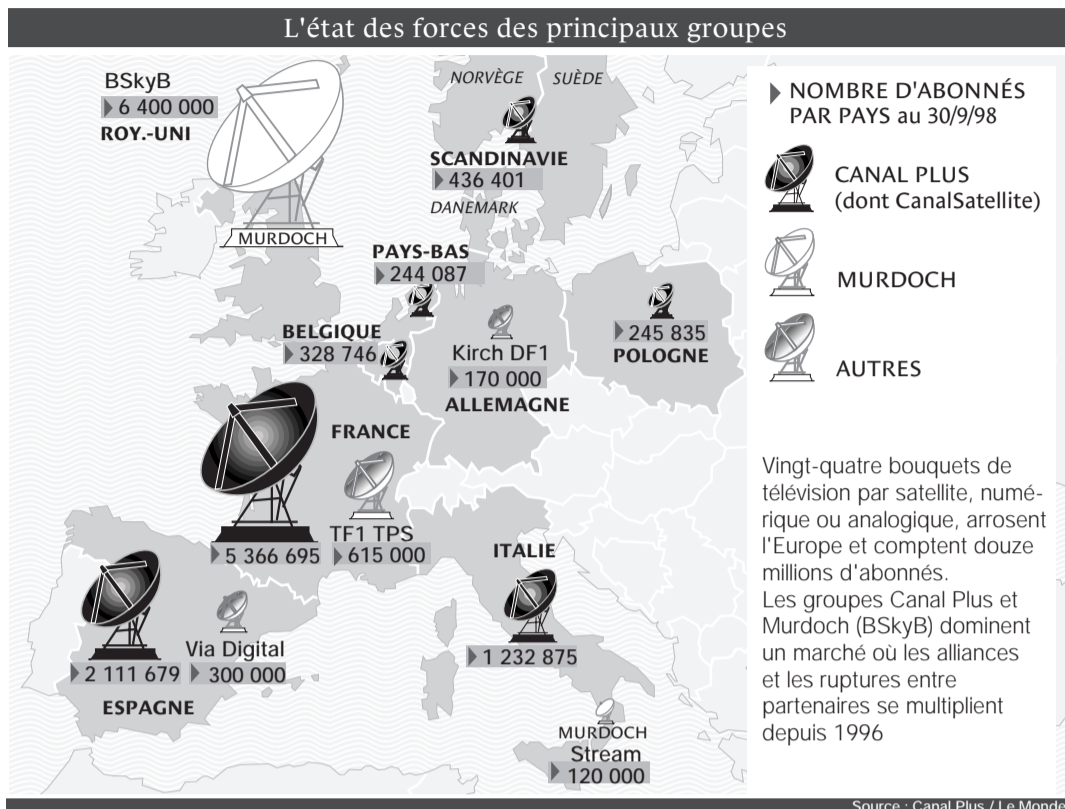 L'état des forces des principaux groupes
BSkyB
6 400 000
ROY.-UNI
MURDOCH
NORVÈGE
SUÈDE
SCANDINAVIE
436 401
DANEMARK
PAYS-BAS
244 087
BELGIQUE
328 746
Kirch DF1
170 000
ALLEMAGNE
245 835
POLOGNE
FRANCE
5 366 695
TF1 TPS
615 000
ITALIE
1 232 875
2 111 679
Via Digital
300 000
ESPAGNE
MURDOCH
Stream
120 000
NOMBRE D'ABONNÉS
PAR PAYS au 30/9/98
CANAL PLUS
(dont CanalSatellite)
MURDOCH
AUTRES
Vingt-quatre bouquets de
télévision par satellite, numé-
rique ou analogique, arrosent
l'Europe et comptent douze
millions d'abonnés.
Les groupes Canal Plus et
Murdoch (BSkyB) dominent
un marché où les alliances
et les ruptures entre
partenaires se multiplient
depuis 1996
Source : Canal Plus / Le Monde